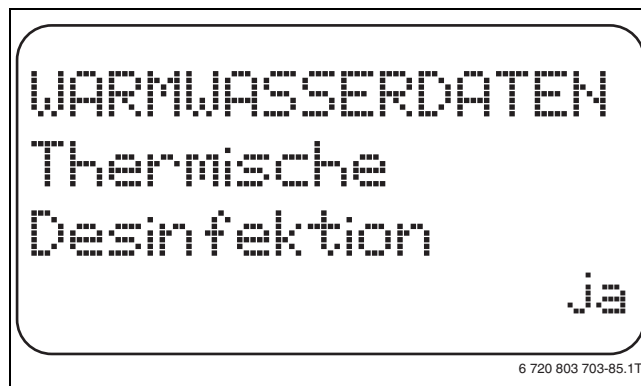 WARMWASSERDATEN
Thermische
Desinfektion
ja
6 720 803 703-85.1T